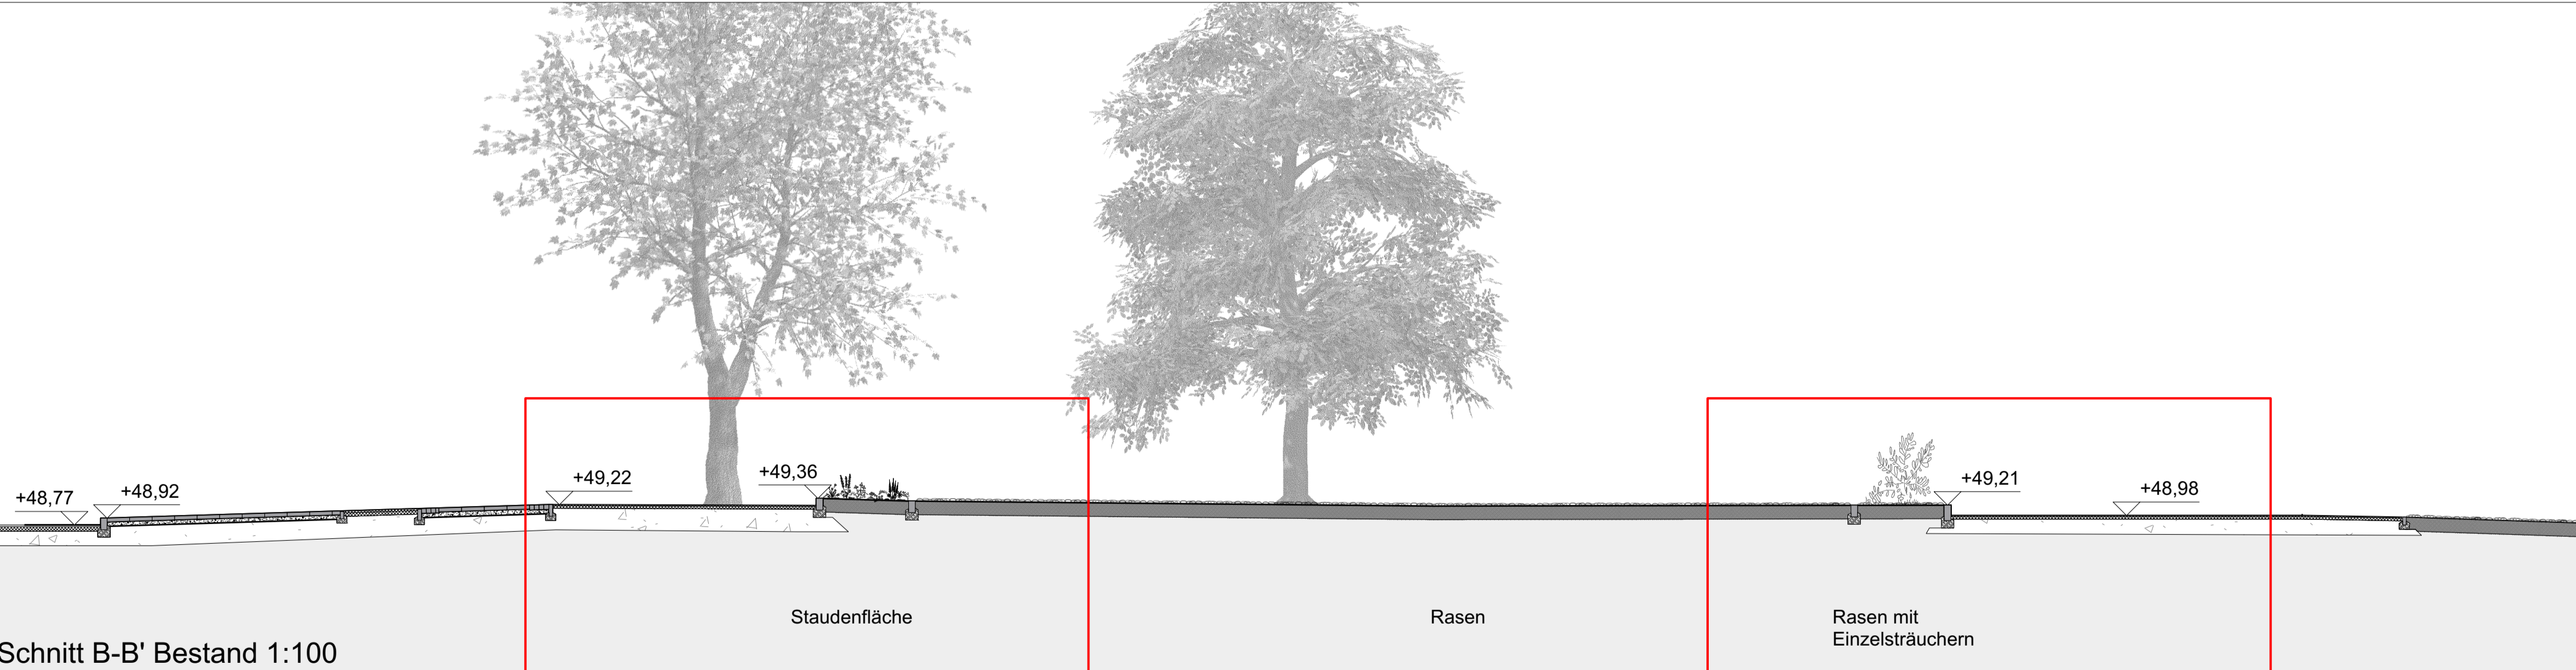 +48,77
+48,92
+49,22
+49,36
+49,21
+48,98
Staudenfläche
Rasen
Rasen mit
Einzelsträuchern
Schnitt B-B' Bestand 1:100